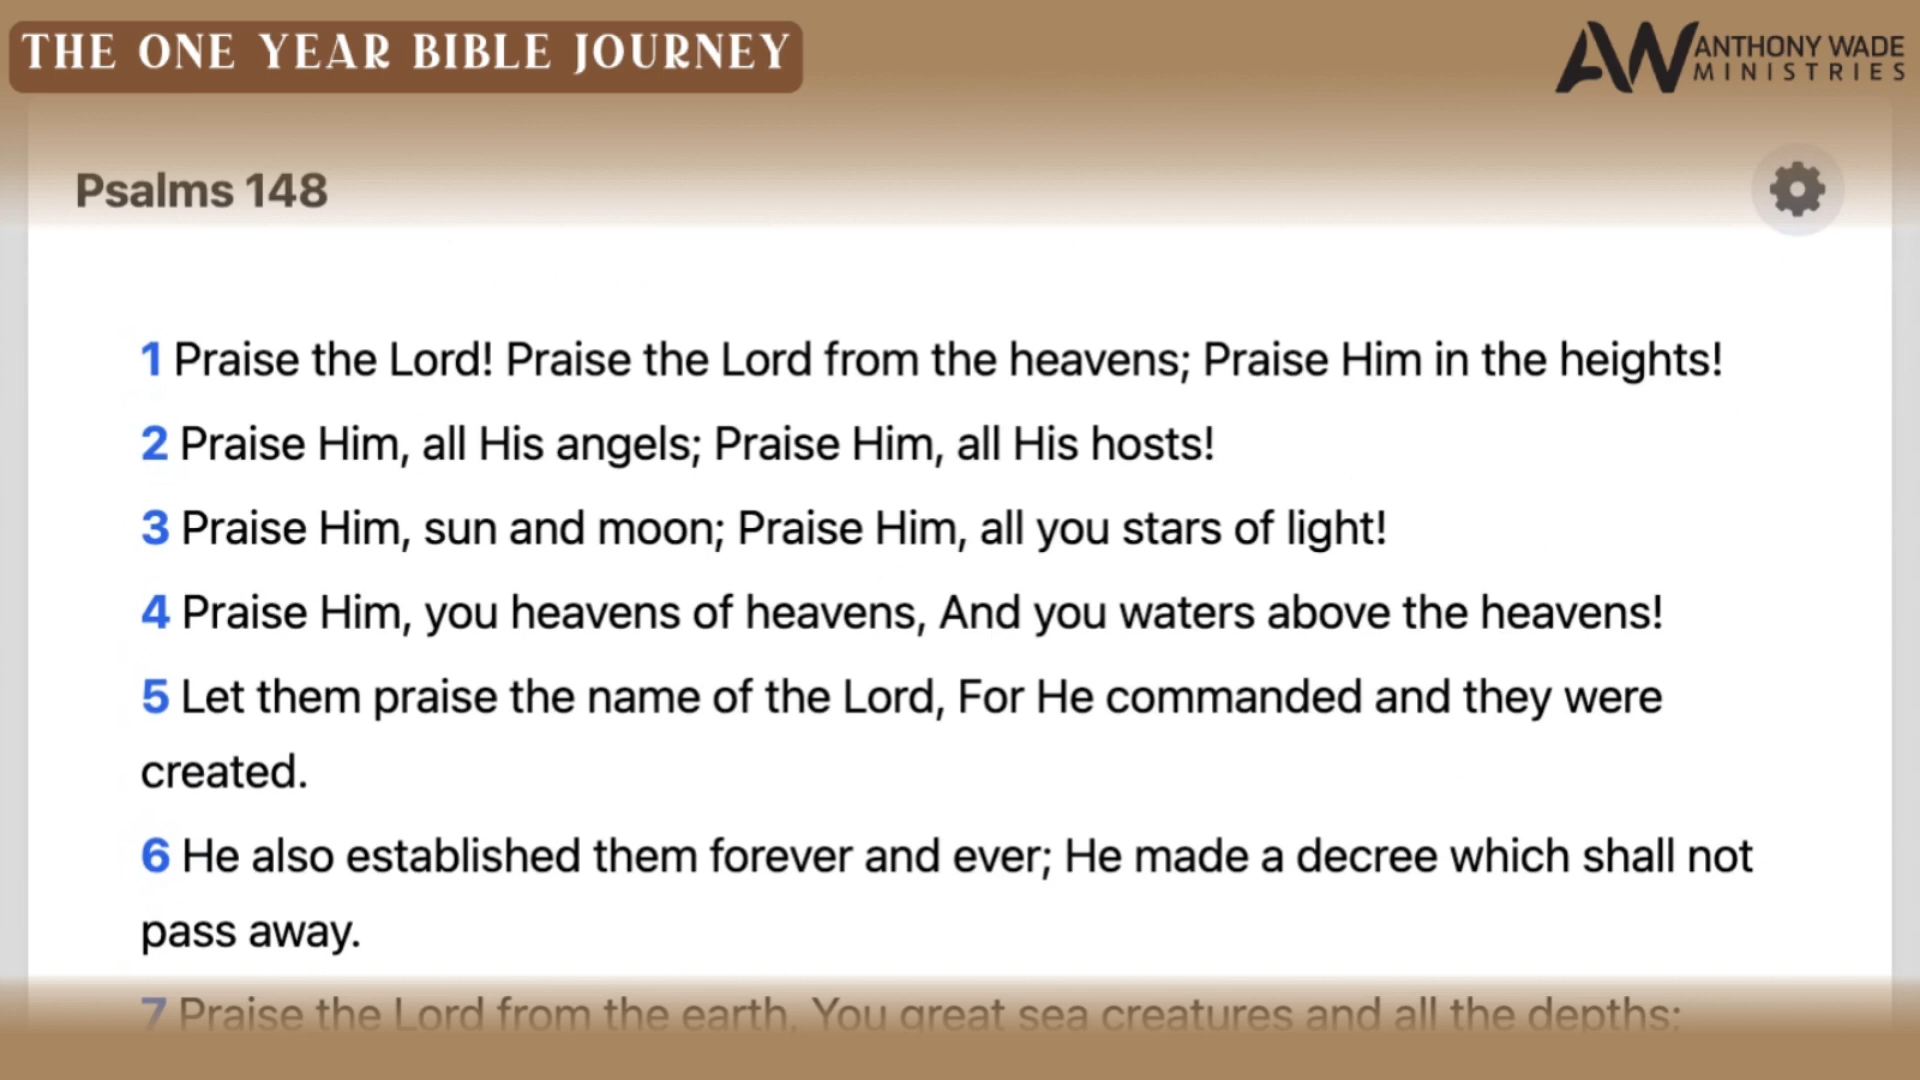 THE ONE YEAR BIBLE JOURNEY
AW ANTHONY WADE
MINISTRIES
Psalms 148
1 Praise the Lord! Praise the Lord from the heavens; Praise Him in the heights!
2 Praise Him, all His angels; Praise Him, all His hosts!
3 Praise Him, sun and moon; Praise Him, all you stars of light!
4 Praise Him, you heavens of heavens, And you waters above the heavens!
5 Let them praise the name of the Lord, For He commanded and they were
created.
6 He also established them forever and ever; He made a decree which shall not
pass away.
7 Praise the Lord from the earth, You great sea creatures and all the depths;